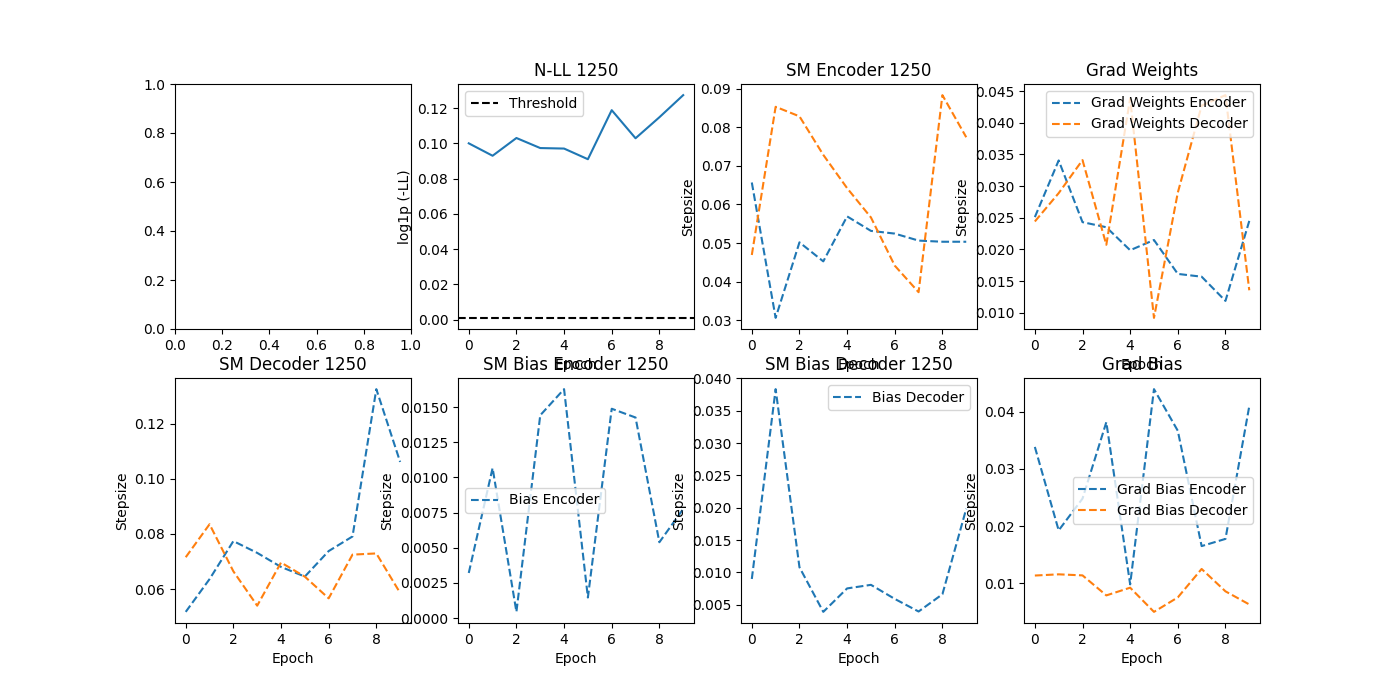 N-LL 1250
SM Encoder 1250
Grad Weights
1.0
0.8
0.6
0.4
0.2
0.0
0.0 0.2 0.4 0.6 0.8 1.0
log1p (-LL)
0.12
0.10
0.08
0.06
0.04
0.02
0.00
Threshold
0 2 4 6 8
Epoch
Stepsize
0.09
0.08
0.07
0.06
0.05
0.04
0.03
0 2 4 6 8
Epoch
Stepsize
0.045
0.040
0.035
0.030
0.025
0.020
0.015
0.010
Grad Weights Encoder
Grad Weights Decoder
0 2 4 6 8
Epoch
SM Decoder 1250
SM Bias Encoder 1250
SM Bias Decoder 1250
Grad Bias
Stepsize
0.12
0.10
0.08
0.06
0 2 4 6 8
Epoch
Stepsize
0.0150
0.0125
0.0100
0.0075
0.0050
0.0025
0.0000
Bias Encoder
0 2 4 6 8
Epoch
Stepsize
0.040
0.035
0.030
0.025
0.020
0.015
0.010
0.005
Bias Decoder
0 2 4 6 8
Epoch
Stepsize
0.04
0.03
0.02
0.01
Grad Bias Encoder
Grad Bias Decoder
0 2 4 6 8
Epoch